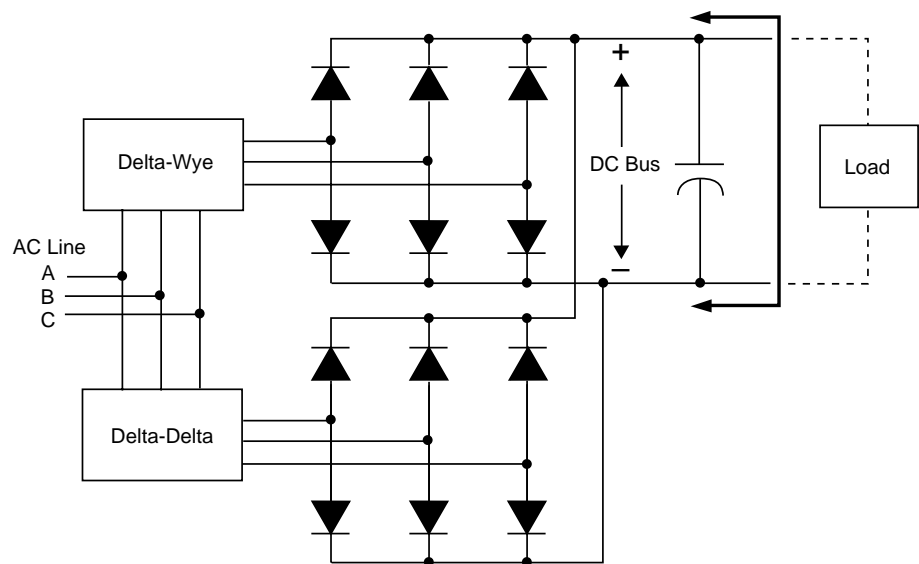 +
Delta-Wye
DC Bus
Load
AC Line
A
B
C
–
Delta-Delta